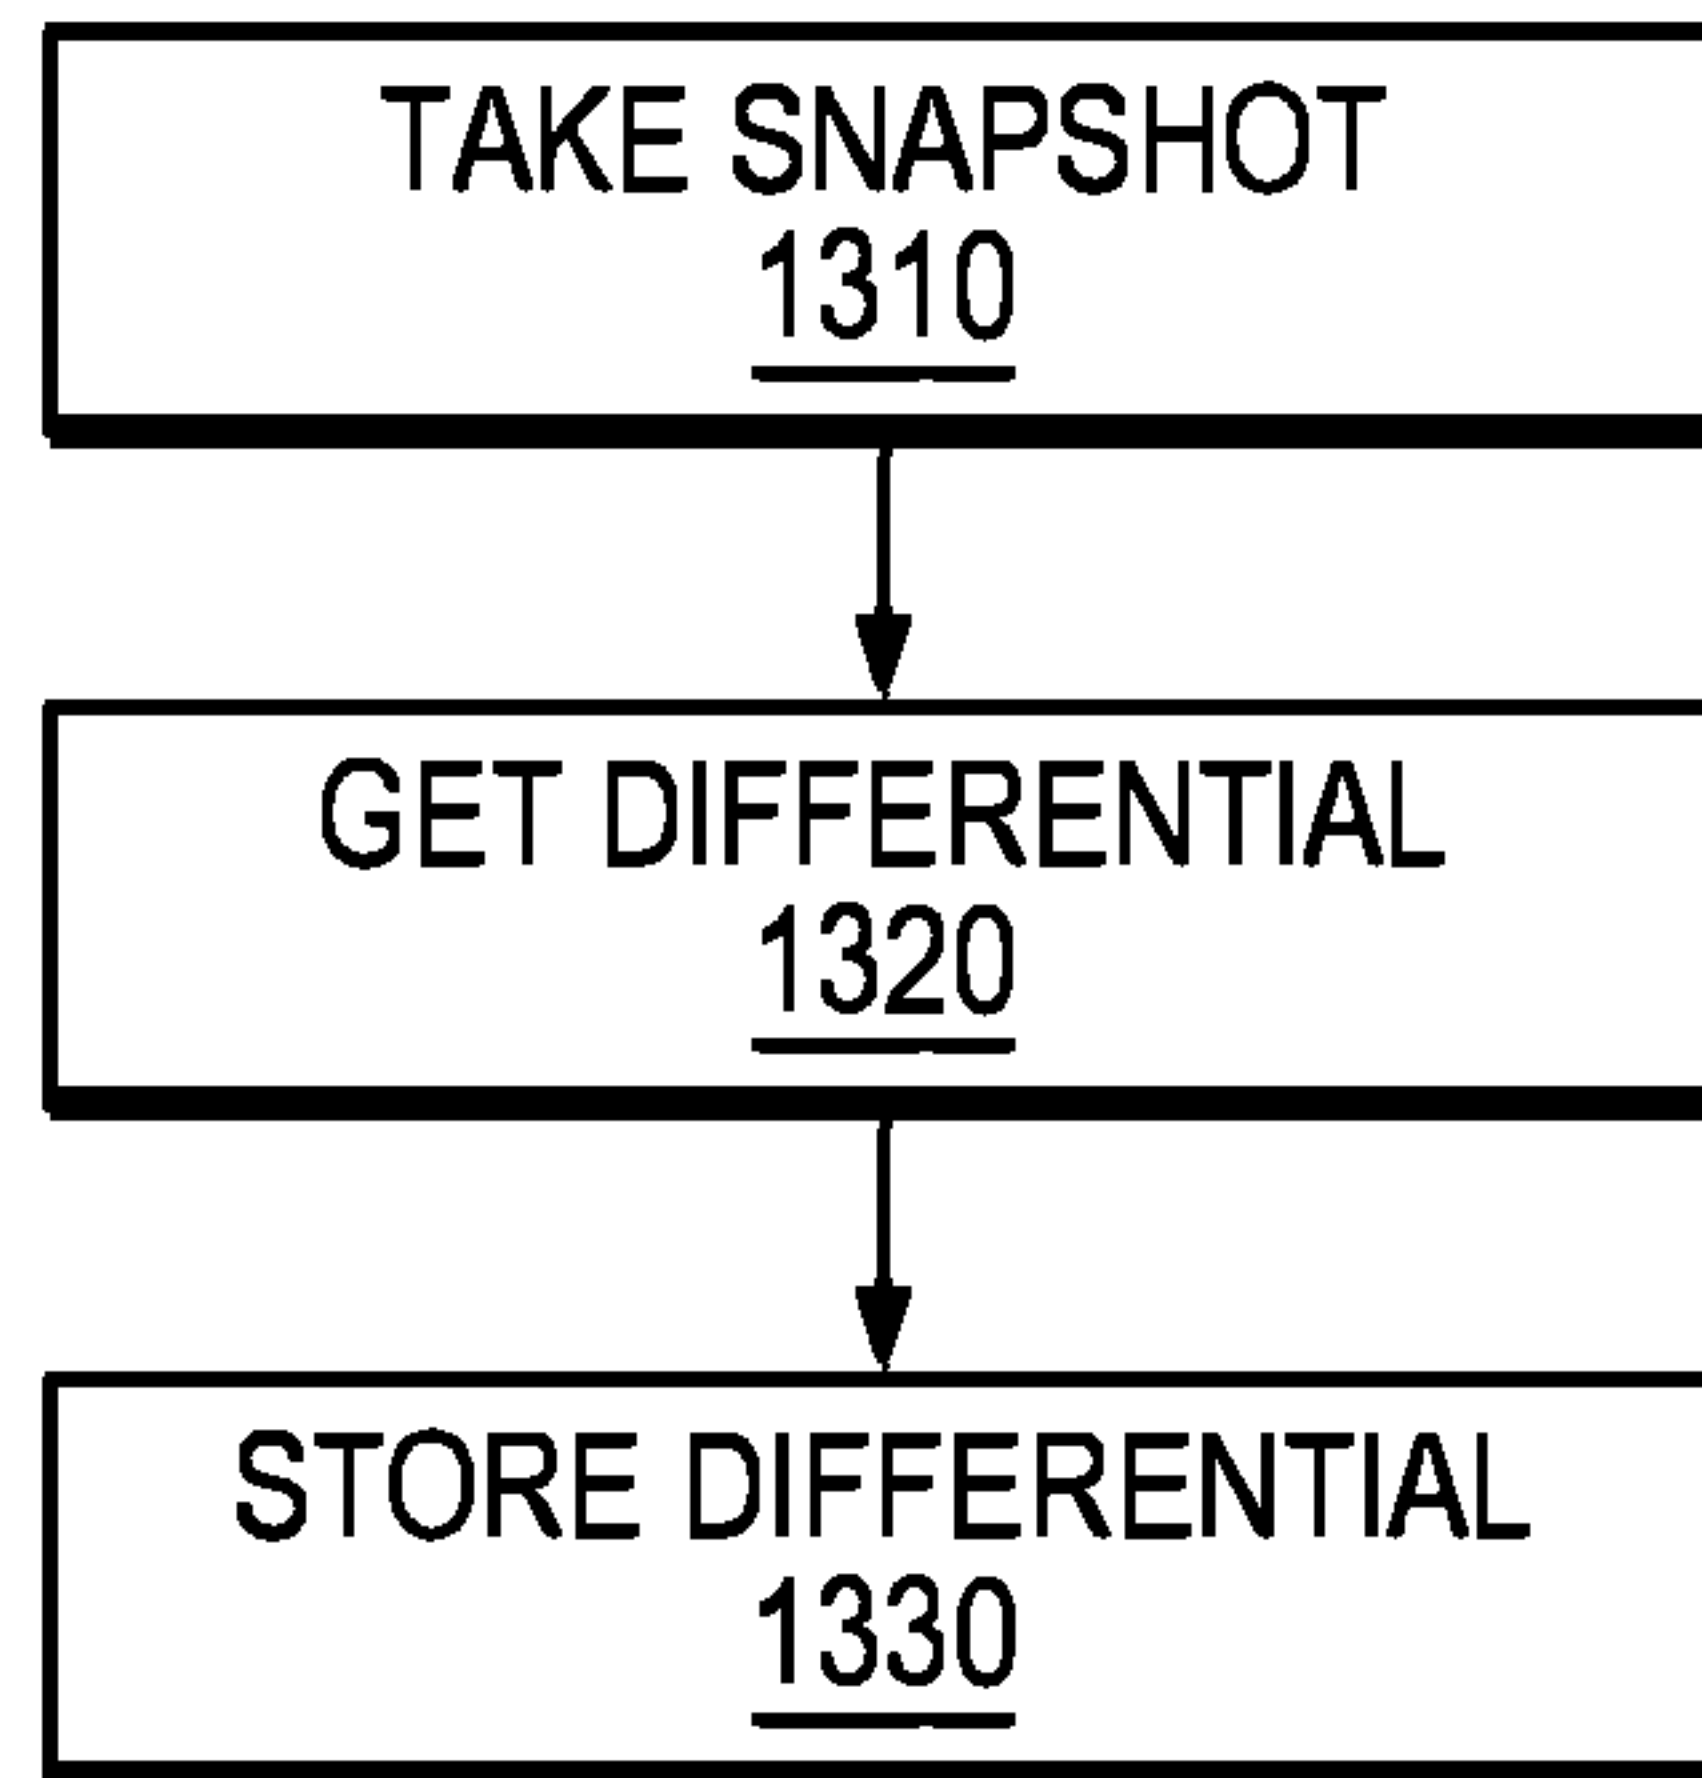 TAKE SNAPSHOT
1310
GET DIFFERENTIAL
1320
STORE DIFFERENTIAL
1330